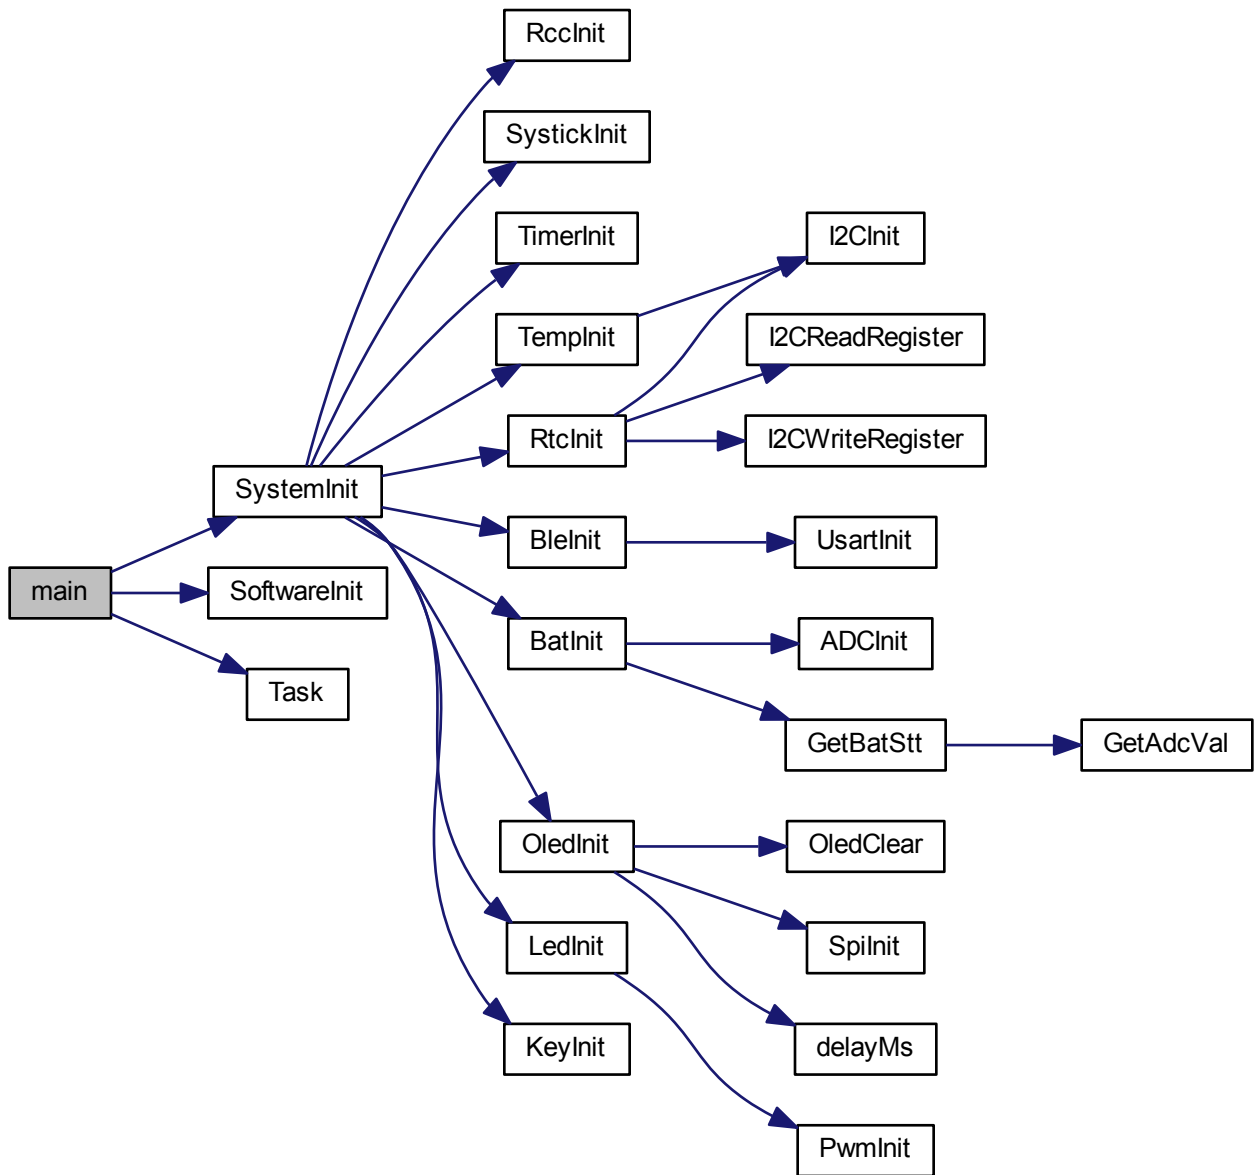 RccInit
SystickInit
TimerInit
I2CInit
TempInit
I2CReadRegister
RtcInit
I2CWriteRegister
SystemInit
BleInit
UsartInit
main
SoftwareInit
BatInit
ADCInit
Task
GetBatStt
GetAdcVal
OledInit
OledClear
LedInit
SpiInit
KeyInit
delayMs
PwmInit